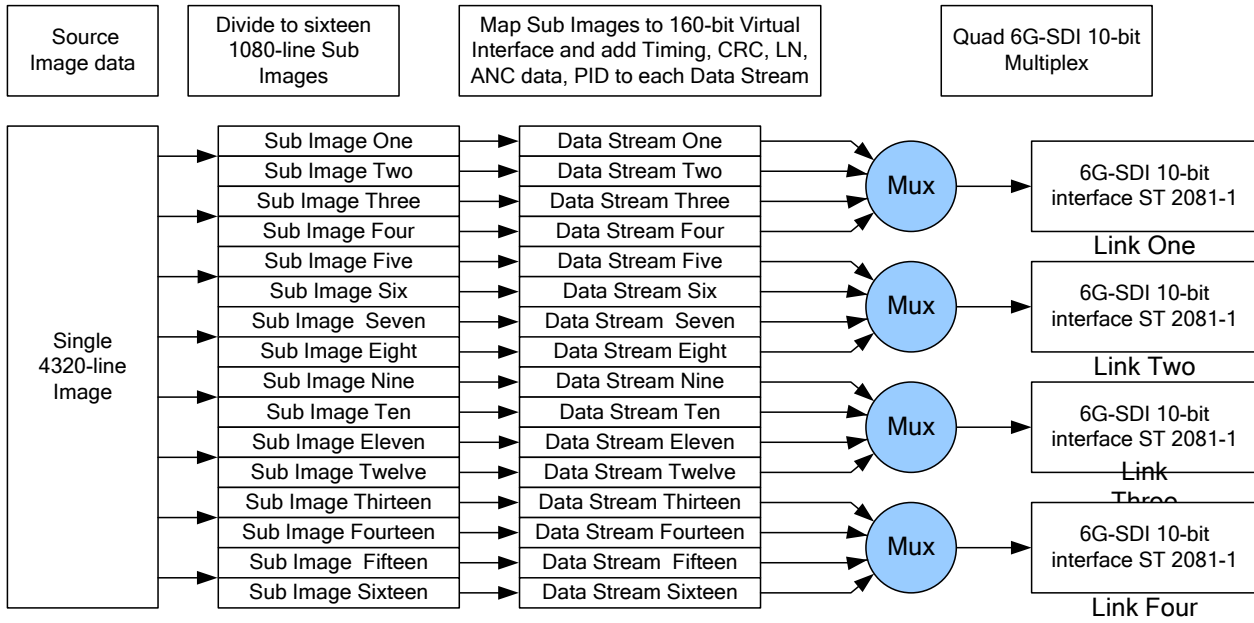 Source
Image data
Divide to sixteen
1080-line Sub
Images
Map Sub Images to 160-bit Virtual
Interface and add Timing, CRC, LN,
ANC data, PID to each Data Stream
Quad 6G-SDI 10-bit
Multiplex
Single
4320-line
Image
Sub Image One
Sub Image Two
Sub Image Three
Sub Image Four
Sub Image Five
Sub Image Six
Sub Image Seven
Sub Image Eight
Sub Image Nine
Sub Image Ten
Sub Image Eleven
Sub Image Twelve
Sub Image Thirteen
Sub Image Fourteen
Sub Image Fifteen
Sub Image Sixteen
Data Stream One
Data Stream Two
Data Stream Three
Data Stream Four
Data Stream Five
Data Stream Six
Data Stream Seven
Data Stream Eight
Data Stream Nine
Data Stream Ten
Data Stream Eleven
Data Stream Twelve
Data Stream Thirteen
Data Stream Fourteen
Data Stream Fifteen
Data Stream Sixteen
Mux
Mux
Mux
Mux
6G-SDI 10-bit
interface ST 2081-1
Link One
6G-SDI 10-bit
interface ST 2081-1
Link Two
6G-SDI 10-bit
interface ST 2081-1
Link
Three
6G-SDI 10-bit
interface ST 2081-1
Link Four